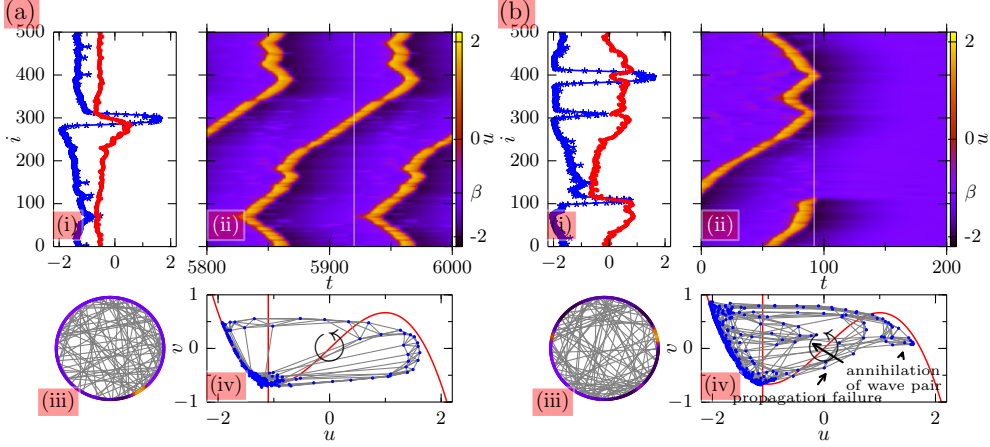 (a)
500
400
300
200
100
0
i
−2 0 2
(i)
5800 5900 6000
t
(ii)
2
0
β
-2
u
(iii)
1
0
−1
v
−2 0 2
u
(iv)
(b)
500
400
300
200
100
0
i
−2 0 2
(i)
0 100 200
t
(ii)
2
0
β
-2
u
(iii)
1
0
−1
v
−2 0 2
u
(iv)
annihilation
of wave pair
propagation failure